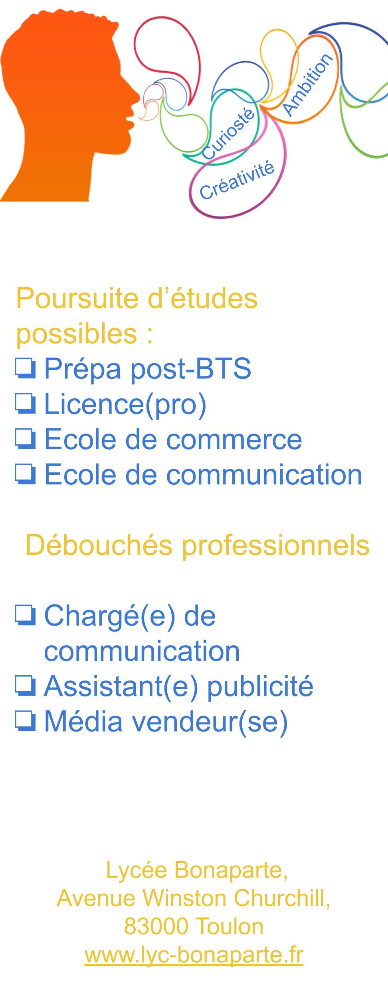 Ambition
Curiosté
Créativité
Poursuite d’études
possibles :
❏ Prépa post-BTS
❏ Licence(pro)
❏ Ecole de commerce
❏ Ecole de communication
Débouchés professionnels
❏ Chargé(e) de
communication
❏ Assistant(e) publicité
❏ Média vendeur(se)
Lycée Bonaparte,
Avenue Winston Churchill,
83000 Toulon
www.lyc-bonaparte.fr